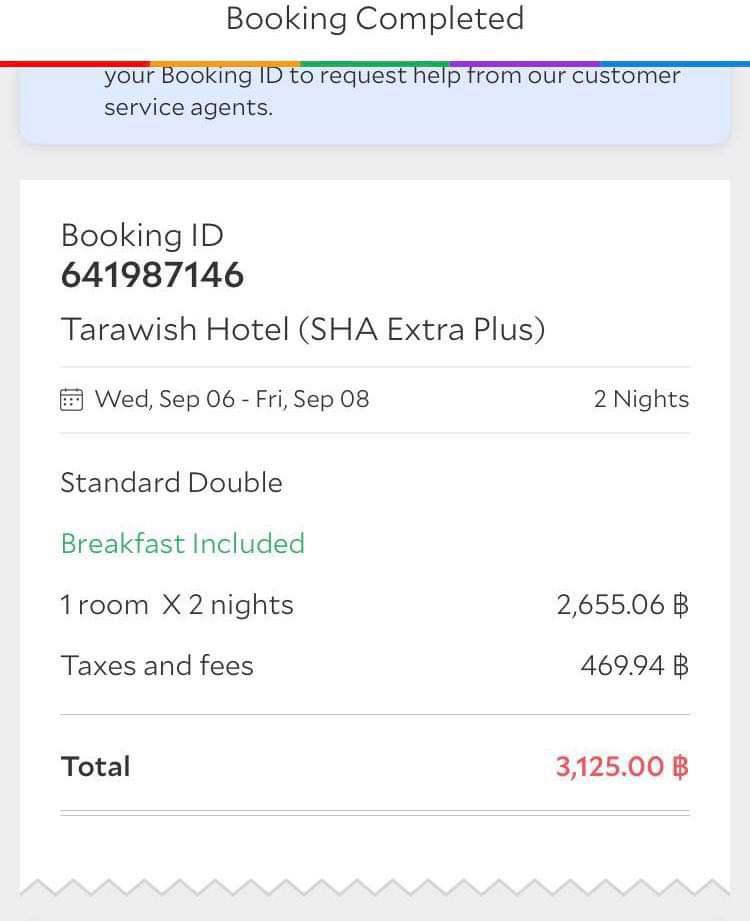 Booking Completed
your Booking ID to request help from our customer
service agents.
Booking ID
641987146
Tarawish Hotel (SHA Extra Plus)
Wed, Sep 06 - Fri, Sep 08 2 Nights
Standard Double
Breakfast Included
1 room X 2 nights 2,655.06 ฿
Taxes and fees 469.94 ฿
Total 3,125.00 ฿